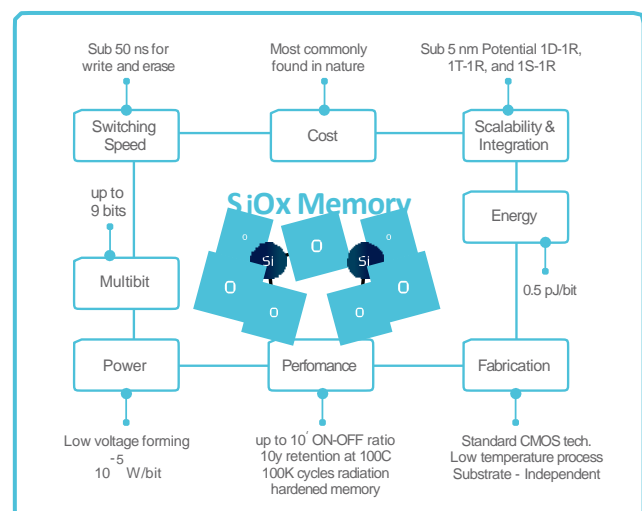 Sub 50 ns for
write and erase
Most commonly
found in nature
Sub 5 nm Potential 1D-1R,
1T-1R, and 1S-1R
Switching
Speed
Cost
Scalability &
Integration
up to
9 bits
SiOx Memory
Energy
O
O
O
O
O
O
O
Si
Si
Multibit
0.5 pJ/bit
Power
Perfomance
Fabrication
Low voltage forming
-5
10 W/bit
up to 10 ON-OFF ratio
10y retention at 100C
100K cycles radiation
hardened memory
Standard CMOS tech.
Low temperature process
Substrate - Independent